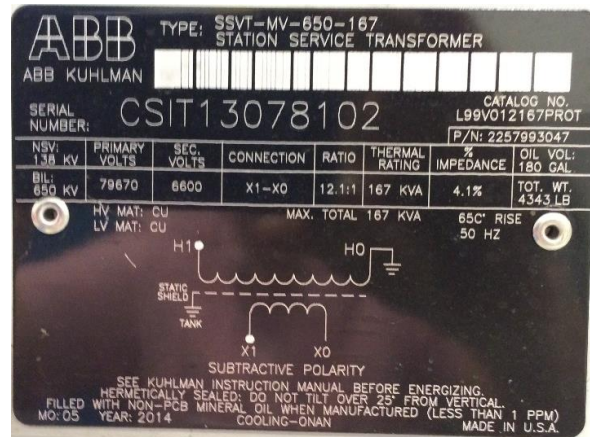 ABB
ABB KUHLMAN
TYPE: SSVT-MV-650-167
STATION SERVICE TRANSFORMER
SERIAL NUMBER: CSIT13078102
CATALOG NO.
L99V012167PROT
P/N: 2257993047
NSV: 138 KV
PRIMARY VOLTS
SEC. VOLTS
CONNECTION
RATIO
THERMAL RATING
% IMPEDANCE
OIL VOL: 180 GAL
BIL: 650 KV
79670
6600
X1-X0
12.1:1
167 KVA
4.1%
TOT. WT. 4343 LB
HV MAT: CU
LV MAT: CU
MAX. TOTAL 167 KVA
65C° RISE
50 HZ
H1
H0
STATIC SHIELD
TANK
X1 X0
SUBTRACTIVE POLARITY
SEE KUHLMAN INSTRUCTION MANUAL BEFORE ENERGIZING.
HERMETICALLY SEALED: DO NOT TILT OVER 25° FROM VERTICAL.
FILLED WITH NON-PCB MINERAL OIL WHEN MANUFACTURED (LESS THAN 1 PPM)
MO: 05 YEAR: 2014 COOLING-ONAN MADE IN U.S.A.